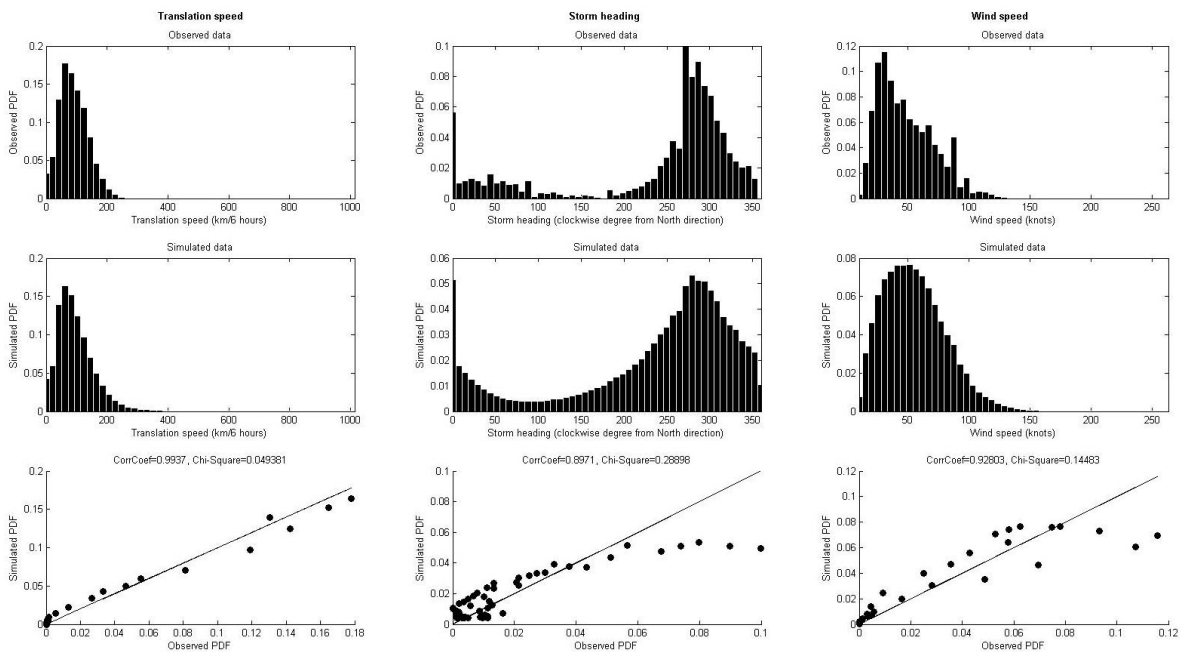 Translation speed
Storm heading
Wind speed
Observed data
Observed data
Observed data
0.2
0.15
0.1
0.05
0
Observed PDF
0 200 400 600 800 1000
Translation speed (km/6 hours)
0.1
0.08
0.06
0.04
0.02
0
Observed PDF
0 50 100 150 200 250 300 350
Storm heading (clockwise degree from North direction)
0.12
0.1
0.08
0.06
0.04
0.02
0
Observed PDF
50 100 150 200 250
Wind speed (knots)
Simulated data
Simulated data
Simulated data
0.2
0.15
0.1
0.05
0
Simulated PDF
0 200 400 600 800 1000
Translation speed (km/6 hours)
0.06
0.05
0.04
0.03
0.02
0.01
0
Simulated PDF
0 50 100 150 200 250 300 350
Storm heading (clockwise degree from North direction)
0.08
0.06
0.04
0.02
0
Simulated PDF
50 100 150 200 250
Wind speed (knots)
CorrCoef=0.9937, Chi-Square=0.049381
CorrCoef=0.8971, Chi-Square=0.28898
CorrCoef=0.92803, Chi-Square=0.14483
0.2
0.15
0.1
0.05
0
Simulated PDF
0 0.02 0.04 0.06 0.08 0.1 0.12 0.14 0.16 0.18
Observed PDF
0.1
0.08
0.06
0.04
0.02
0
Simulated PDF
0 0.02 0.04 0.06 0.08 0.1
Observed PDF
0.12
0.1
0.08
0.06
0.04
0.02
0
Simulated PDF
0 0.02 0.04 0.06 0.08 0.1 0.12
Observed PDF